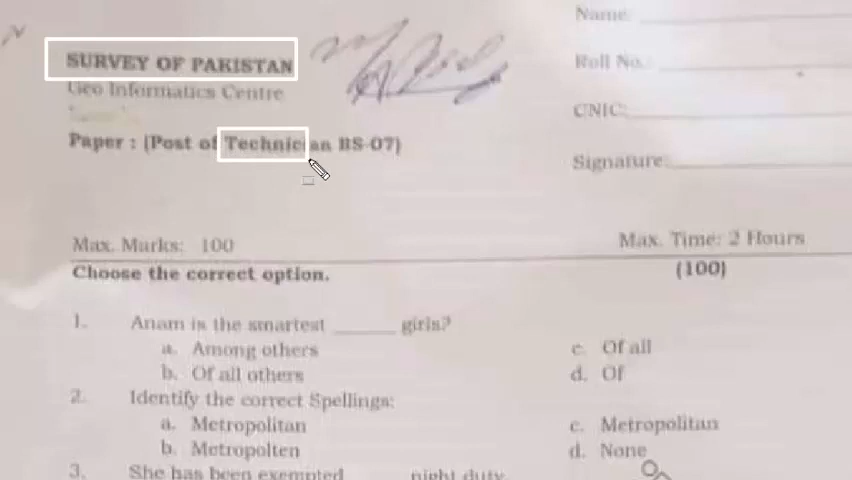 SURVEY OF PAKISTAN
Geo Informatics Centre
Paper : (Post of Technician BS-07)
Name:
Roll No.:
CNIC:
Signature:
Max. Marks: 100
Max. Time: 2 Hours
Choose the correct option.
(100)
1. Anam is the smartest ______ girls?
a. Among others
c. Of all
b. Of all others
d. Of
2. Identify the correct Spellings:
a. Metropolitan
c. Metropolitan
b. Metropolten
d. None
3. She has been exempted ______ night duty.